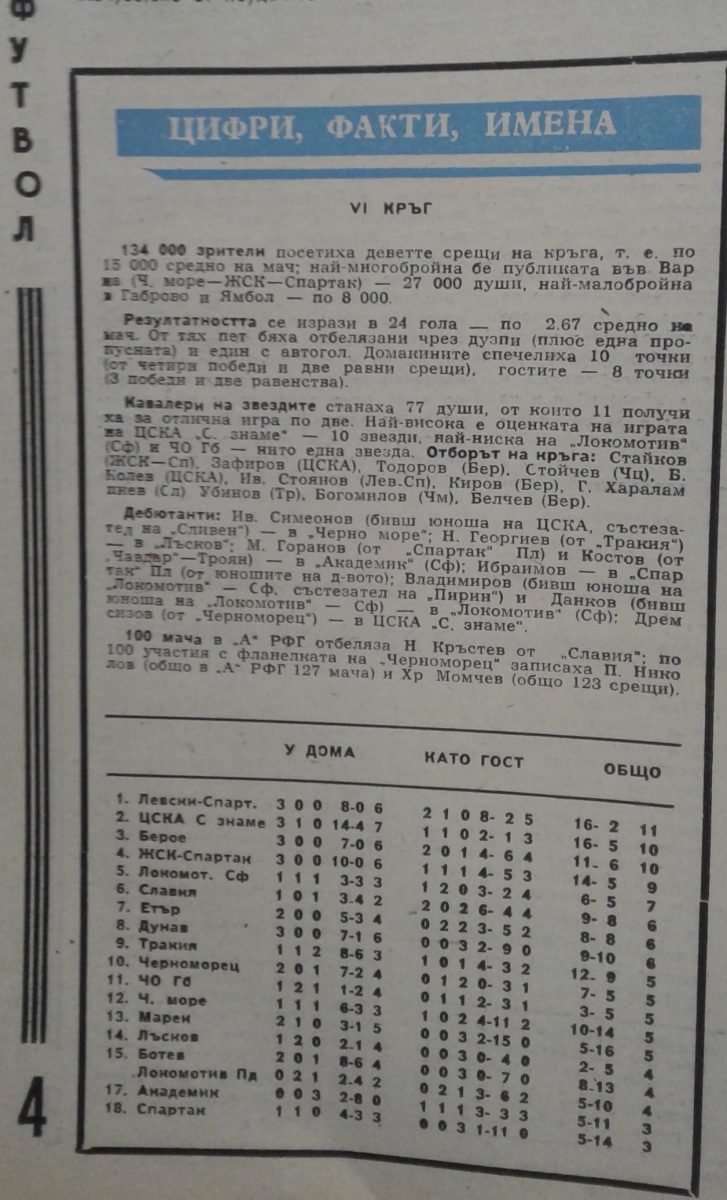 ФУТБОЛ
ЦИФРИ, ФАКТИ, ИМЕНА
VI КРЪГ
134 000 зрители посетиха деветте срещи на кръга, т. е. по
15 000 средно на мач; най-многобройна бе публиката във Вар
на (Ч. море—ЖСК—Спартак) — 27 000 души, най-малобройна
в Габрово и Ямбол — по 8 000.
Резултатността се изрази в 24 гола — по 2.67 средно на
мач. От тях пет бяха отбелязани чрез дузпи (плюс една про-
пусната) и един с автогол. Домакините спечелиха 10 точки
(от четири победи и две равни срещи), гостите — 8 точки
(3 победи и две равенства).
Кавалери на звездите станаха 77 души, от които 11 получи
ха за отлична игра по две. Най-висока е оценката на играта
на ЦСКА „С. знаме" — 10 звезди, най-ниска на „Локомотив"
(Сф) и ЧО Гб — нито една звезда. Отборът на кръга: Стайков
(ЖСК—Сп), Зафиров (ЦСКА), Тодоров (Бер), Стойчев (Чц), Б.
Колев (ЦСКА), Ив. Стоянов (Лев-Сп), Киров (Бер), Г. Харалам
пиев (Сл) Убинов (Тр), Богомилов (Чм), Белчев (Бер).
Дебютанти: Ив. Симеонов (бивш юноша на ЦСКА, състеза-
тел на „Сливен") — в „Черно море"; Н. Георгиев (от „Тракия")
— в „Лъсков"; М. Горанов (от „Спартак" Пл) и Костов (от
„Чавдар"—Троян) — в „Академик" (Сф); Ибраимов — в „Спар
так" Пл (от юношите на д-вото); Владимиров (бивш юноша на
„Локомотив" — Сф. състезател на „Пирин") и Данков (бивш
юноша на „Локомотив" — Сф) — в „Локомотив" (Сф); Дрем
сизов (от „Черноморец") — в ЦСКА „С. знаме".
100 мача в „А" РФГ отбеляза Н Кръстев от „Славия"; по
100 участия с фланелката на „Черноморец" записаха П. Нико
лов (общо в „А" РФГ 127 мача) и Хр Момчев (общо 123 срещи).
У ДОМА КАТО ГОСТ ОБЩО
1. Левски-Спарт. 3 0 0 8-0 6 2 1 0 8- 2 5 16- 2 11
2. ЦСКА С знаме 3 1 0 14-4 7 1 1 0 2- 1 3 16- 5 10
3. Берое 3 0 0 7-0 6 2 0 1 4- 6 4 11- 6 10
4. ЖСК-Спартак 3 0 0 10-0 6 1 1 1 4- 5 3 14- 5 9
5. Локомот. Сф 1 1 1 3-3 3 1 2 0 3- 2 4 6- 5 7
6. Славия 1 0 1 3-4 2 2 0 2 6- 4 4 9- 8 6
7. Етър 2 0 0 5-3 4 0 2 2 3- 5 2 8- 8 6
8. Дунав 3 0 0 7-1 6 0 0 3 2- 9 0 9-10 6
9. Тракия 1 1 2 8-6 3 1 0 1 4- 3 2 12- 9 5
10. Черноморец 2 0 1 7-2 4 0 1 2 0- 3 1 7- 5 5
11. ЧО Гб 1 2 1 1-2 4 0 1 1 2- 3 1 3- 5 5
12. Ч. море 1 1 1 6-3 3 1 0 2 4-11 2 10-14 5
13. Марек 2 1 0 3-1 5 0 0 3 2-15 0 5-16 5
14. Лъсков 1 2 0 2-1 4 0 0 3 0- 4 0 2- 5 4
15. Ботев 2 0 1 8-6 4 0 0 3 0- 7 0 8-13 4
Локомотив Пд 0 2 1 2-4 2 0 2 1 3- 6 2 5-10 4
17. Академик 0 0 3 2-8 0 1 1 1 3- 3 3 5-11 3
18. Спартак 1 1 0 4-3 3 0 0 3 1-11 0 5-14 3
4